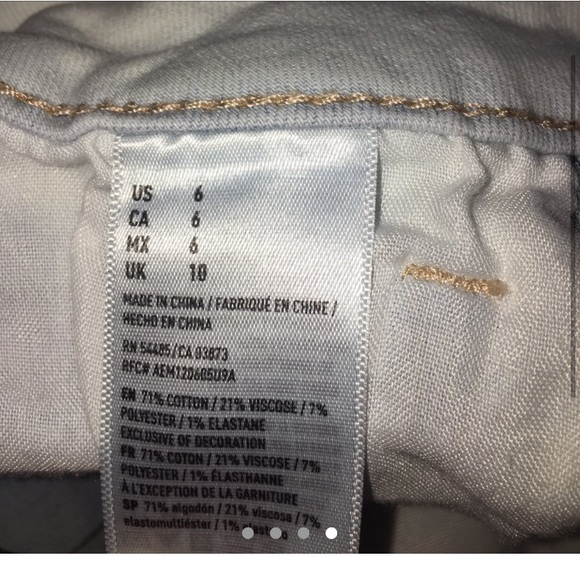 US 6
CA 6
MX 6
UK 10
MADE IN CHINA / FABRIQUÉ EN CHINE /
HECHO EN CHINA
RN 54485/CA 03873
RFC# AEM120605U9A
EN 71% COTTON / 21% VISCOSE / 7%
POLYESTER / 1% ELASTANE
EXCLUSIVE OF DECORATION
FR 71% COTON / 21% VISCOSE / 7%
POLYESTER / 1% ÉLASTHANNE
À L'EXCEPTION DE LA GARNITURE
SP 71% algodón / 21% viscosa / 7%
elastomultiéster / 1%